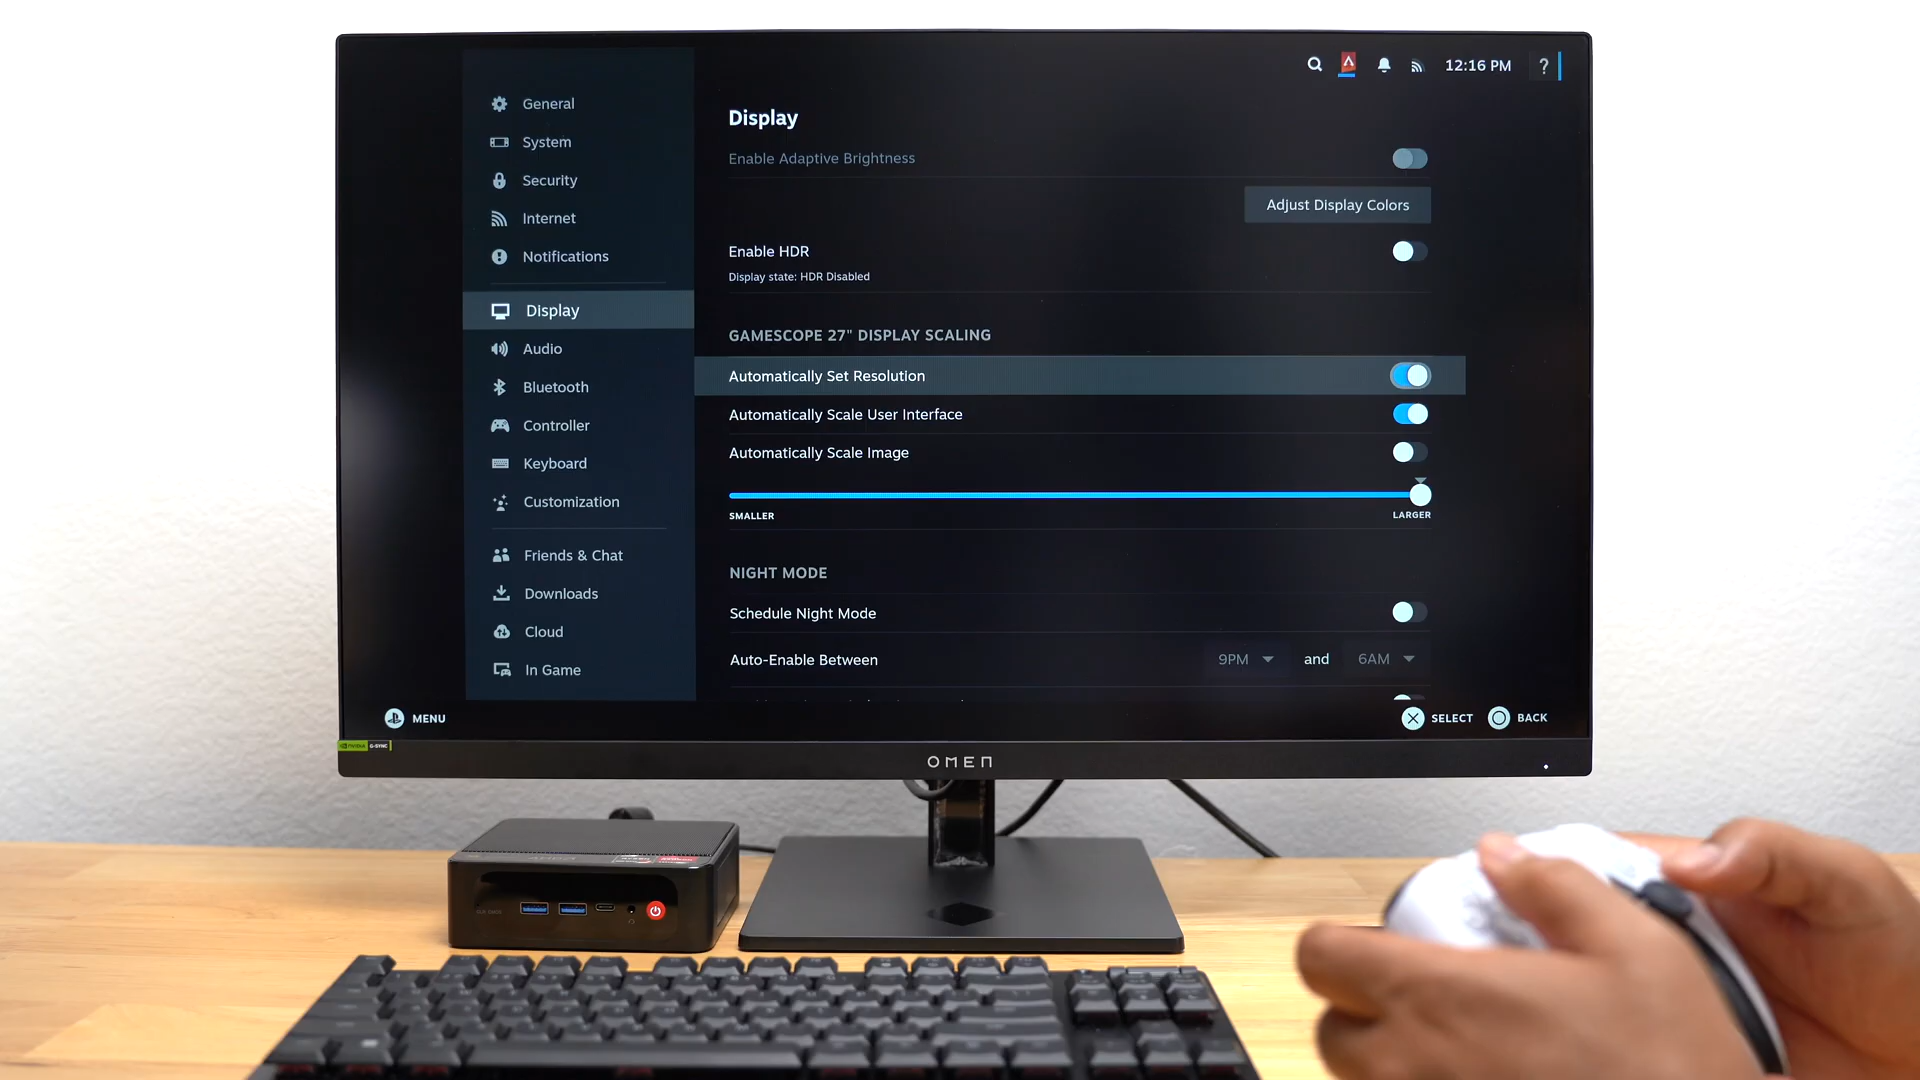 12:16 PM
?
General
System
Security
Internet
Notifications
Display
Audio
Bluetooth
Controller
Keyboard
Customization
Friends & Chat
Downloads
Cloud
In Game
Display
Enable Adaptive Brightness
Adjust Display Colors
Enable HDR
Display state: HDR Disabled
GAMESCOPE 27" DISPLAY SCALING
Automatically Set Resolution
Automatically Scale User Interface
Automatically Scale Image
SMALLER
LARGER
NIGHT MODE
Schedule Night Mode
Auto-Enable Between
9PM and 6AM
MENU
SELECT
BACK
NVIDIA G-SYNC
OMEN